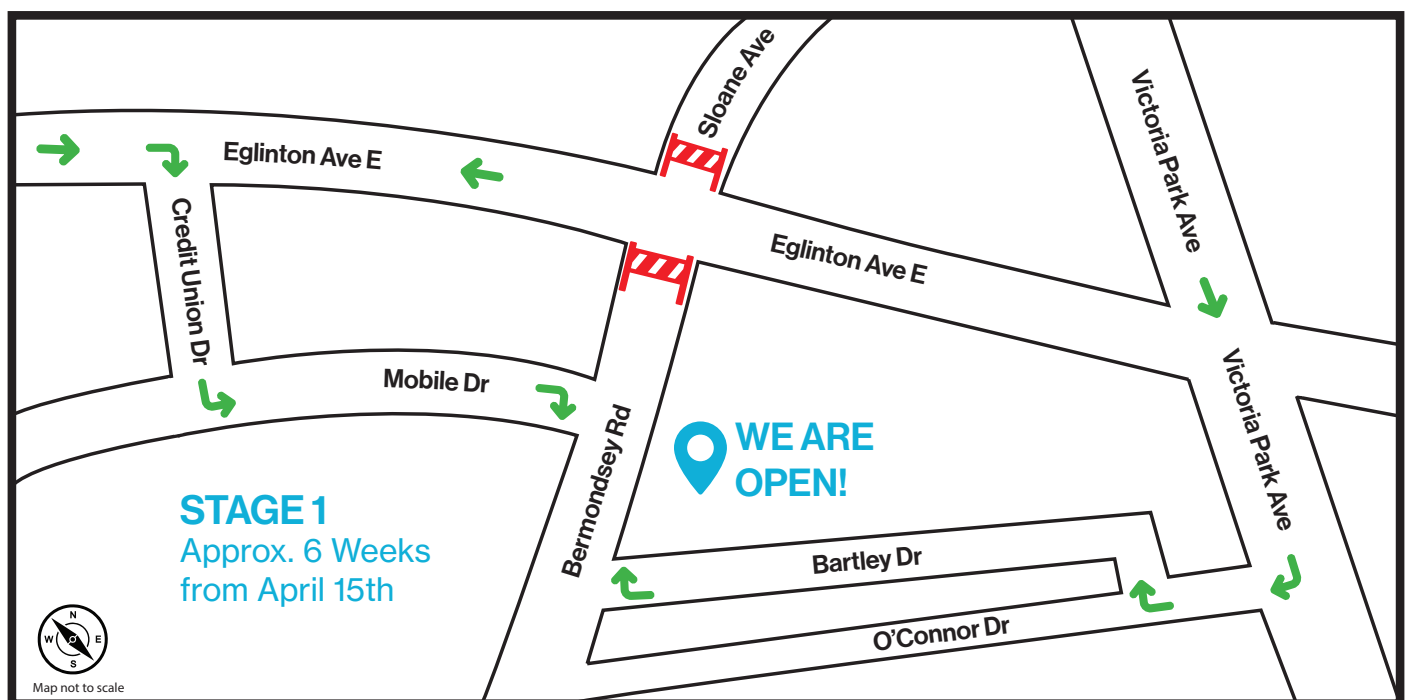 Sloane Ave
Victoria Park Ave
Eglinton Ave E
Eglinton Ave E
Credit Union Dr
Mobile Dr
Victoria Park Ave
Bermondsey Rd
WE ARE
OPEN!
STAGE 1
Approx. 6 Weeks
from April 15th
Bartley Dr
O'Connor Dr
N
W E
S
Map not to scale